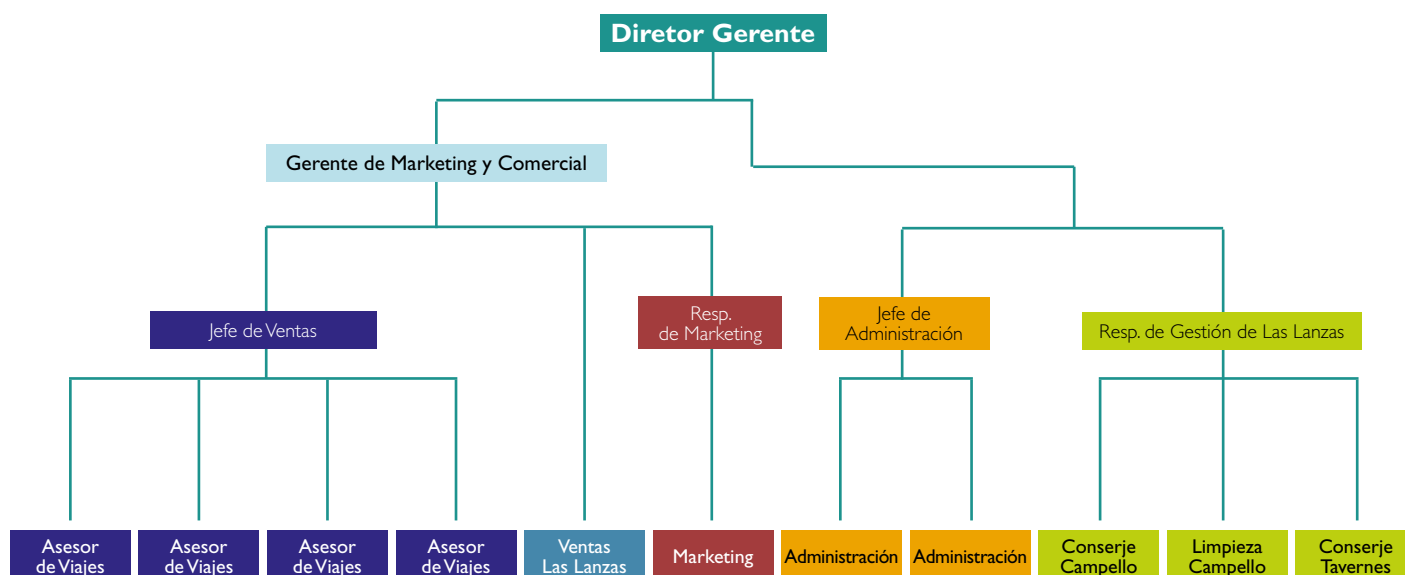 Diretor Gerente
Gerente de Marketing y Comercial
Jefe de Ventas
Resp.
de Marketing
Jefe de
Administración
Resp. de Gestión de Las Lanzas
Asesor
de Viajes
Asesor
de Viajes
Asesor
de Viajes
Asesor
de Viajes
Ventas
Las Lanzas
Marketing
Administración
Administración
Conserje
Campello
Limpieza
Campello
Conserje
Tavernes